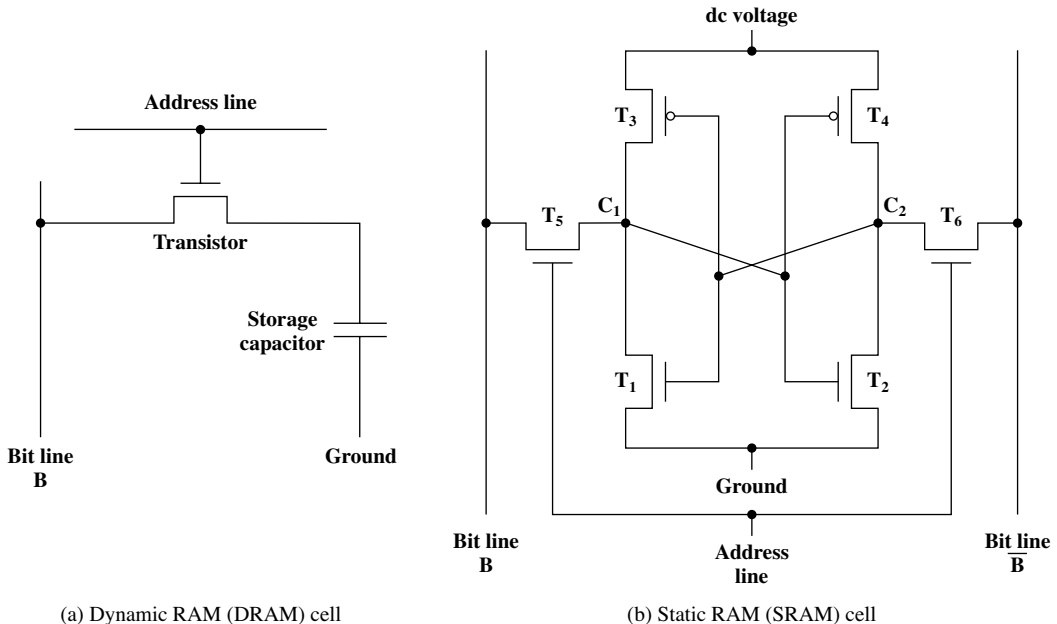 Address line
Transistor
Storage
capacitor
Bit line
B
Ground
(a) Dynamic RAM (DRAM) cell
dc voltage
T3
T4
T5
C1
C2
T6
T1
T2
Ground
Bit line
B
Address
line
Bit line
B̅
(b) Static RAM (SRAM) cell